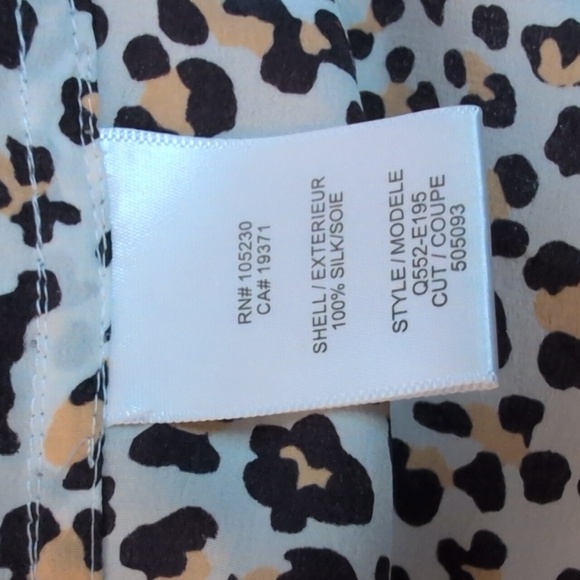 RN# 105230
CA# 19371
SHELL / EXTERIEUR
100% SILK/SOIE
STYLE / MODELE
Q552-E195
CUT / COUPE
505093